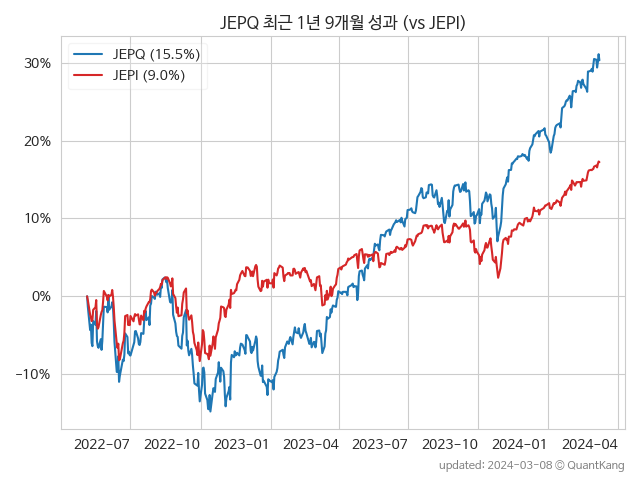 JEPQ 최근 1년 9개월 성과 (vs JEPI)
JEPQ (15.5%)
JEPI (9.0%)
30%
20%
10%
0%
−10%
2022-07 2022-10 2023-01 2023-04 2023-07 2023-10 2024-01 2024-04
updated: 2024-03-08 © QuantKang